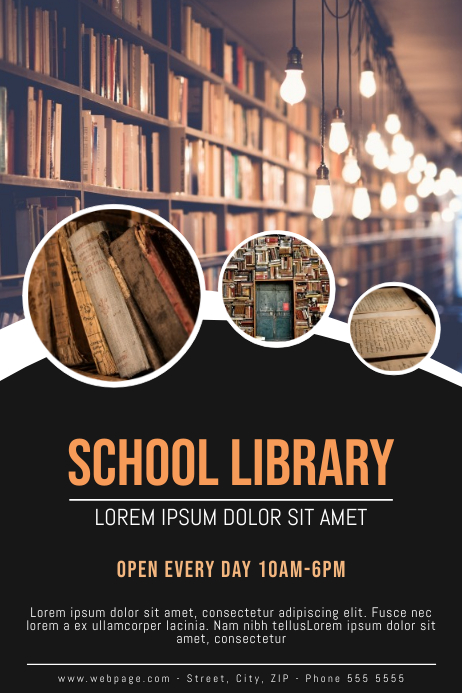 SCHOOL LIBRARY
LOREM IPSUM DOLOR SIT AMET
OPEN EVERY DAY 10AM-6PM
Lorem ipsum dolor sit amet, consectetur adipiscing elit. Fusce nec
lorem a ex ullamcorper lacinia. Nam nibh tellusLorem ipsum dolor sit
amet, consectetur
www.webpage.com - Street, City, ZIP - Phone 555 5555